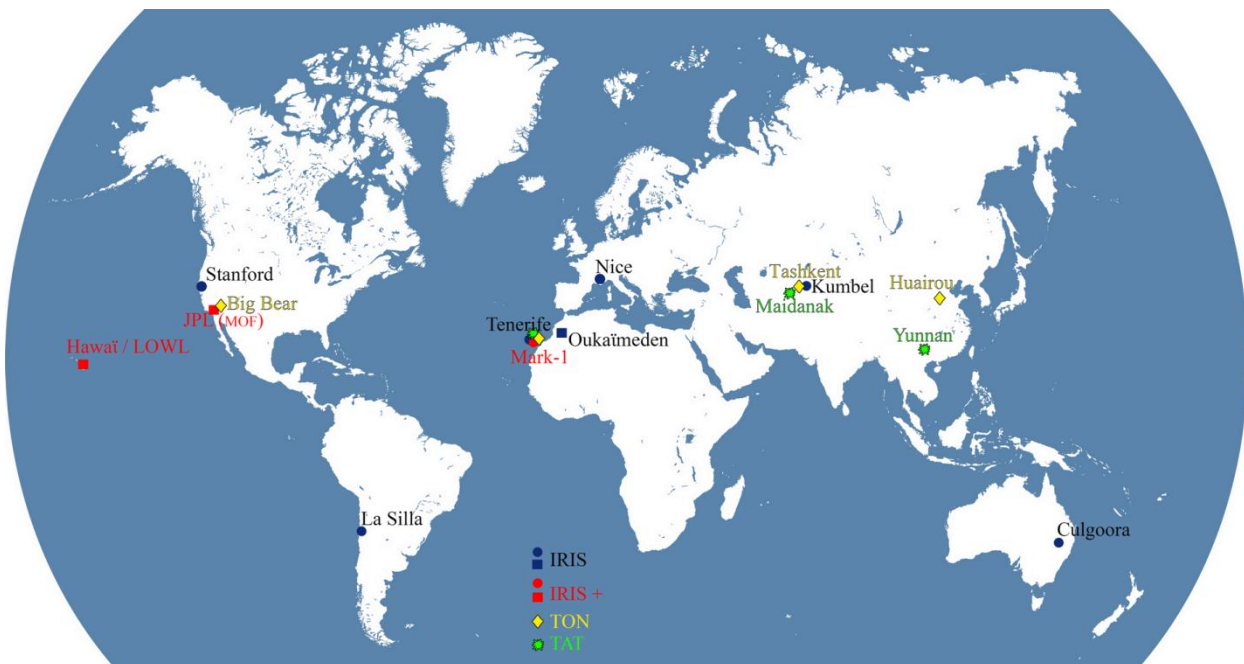 Stanford
Nice
Tashkent
Kumbel
Huairou
Big Bear
Maidanak
JPL (MOF)
Tenerife
Oukaïmeden
Yunnan
Hawaï / LOWL
Mark-1
La Silla
Culgoora
IRIS
IRIS +
TON
TAT